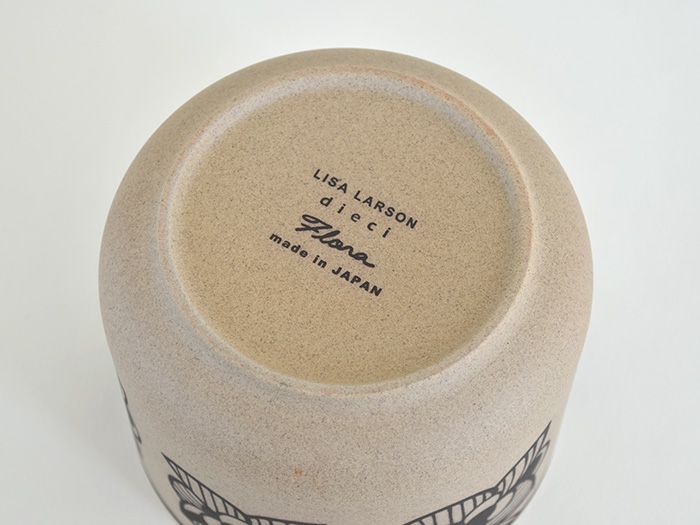 LISA LARSON
dieci
Flora
made in JAPAN